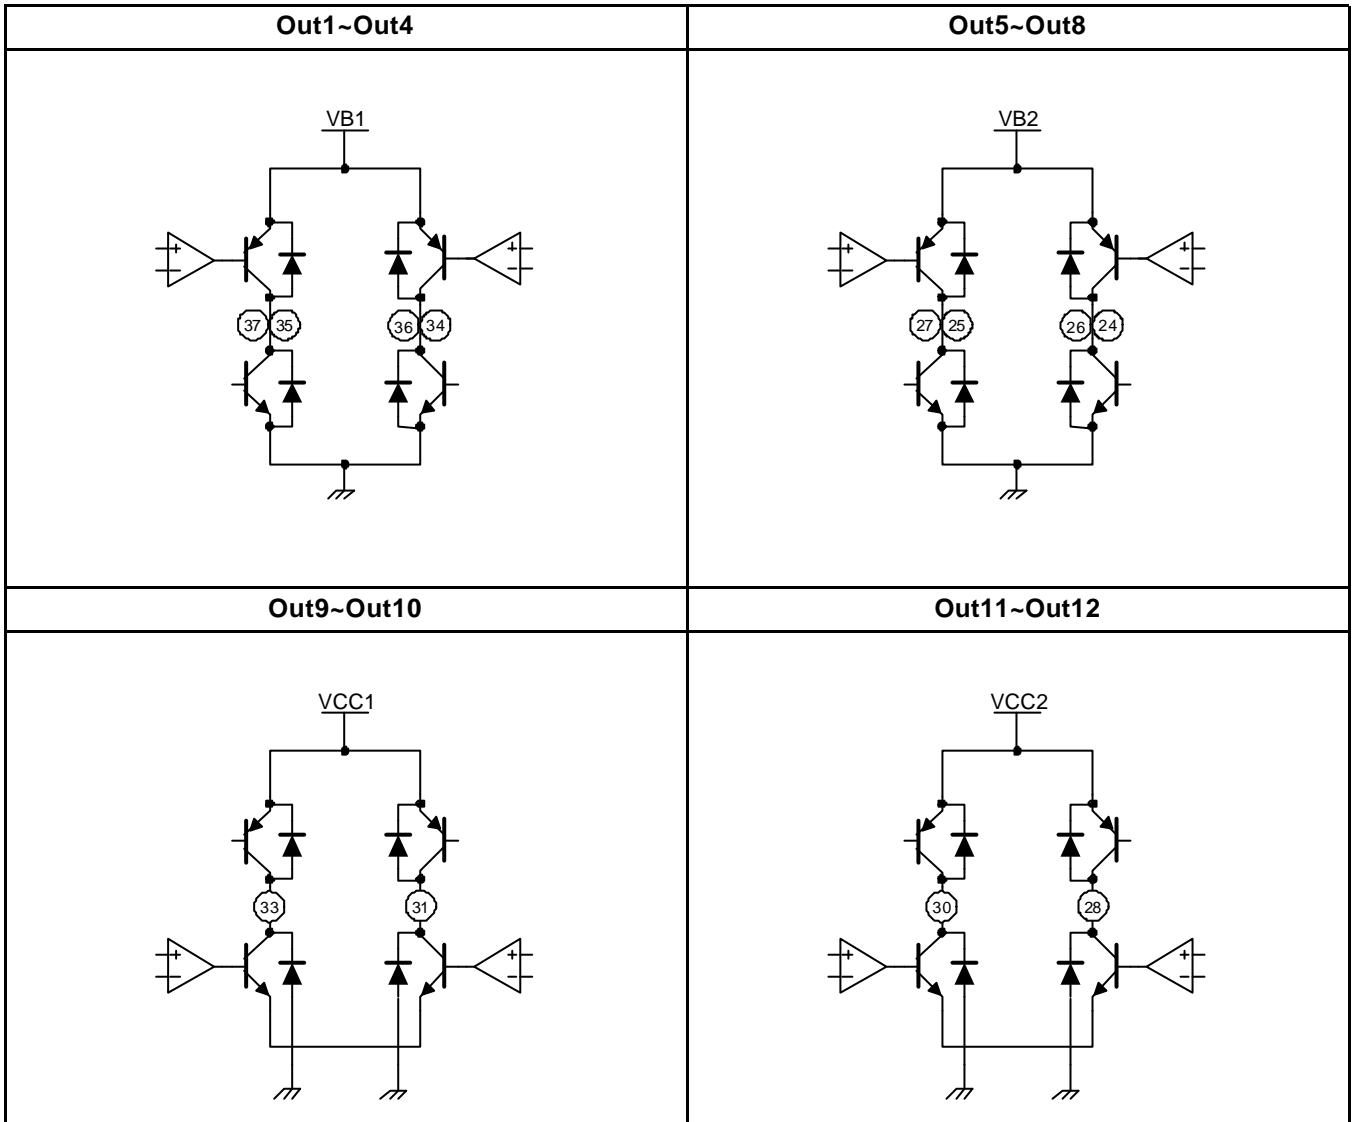 Out1~Out4
Out5~Out8
VB1
VB2
+ +
+ +
− −
− −
37 35 36 34
27 25 26 24
Out9~Out10
Out11~Out12
VCC1
VCC2
33 31
30 28
+ +
+ +
− −
− −